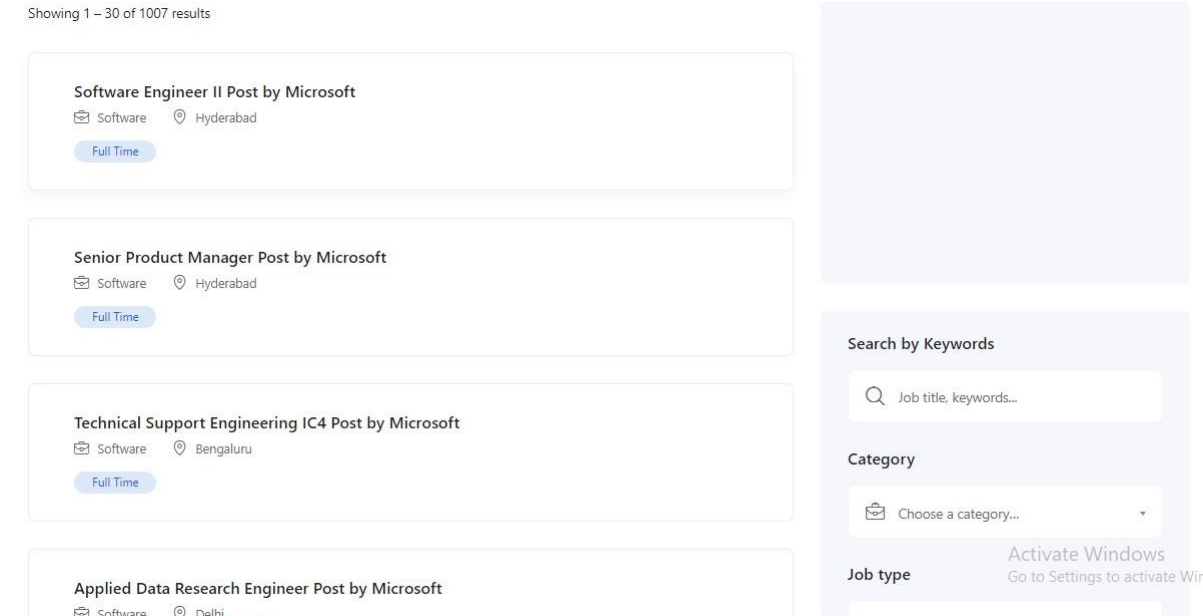 Showing 1 – 30 of 1007 results
Software Engineer II Post by Microsoft
Software Hyderabad
Full Time
Senior Product Manager Post by Microsoft
Software Hyderabad
Full Time
Technical Support Engineering IC4 Post by Microsoft
Software Bengaluru
Full Time
Applied Data Research Engineer Post by Microsoft
Software Delhi
Search by Keywords
Job title, keywords...
Category
Choose a category...
Job type
Activate Windows
Go to Settings to activate Win